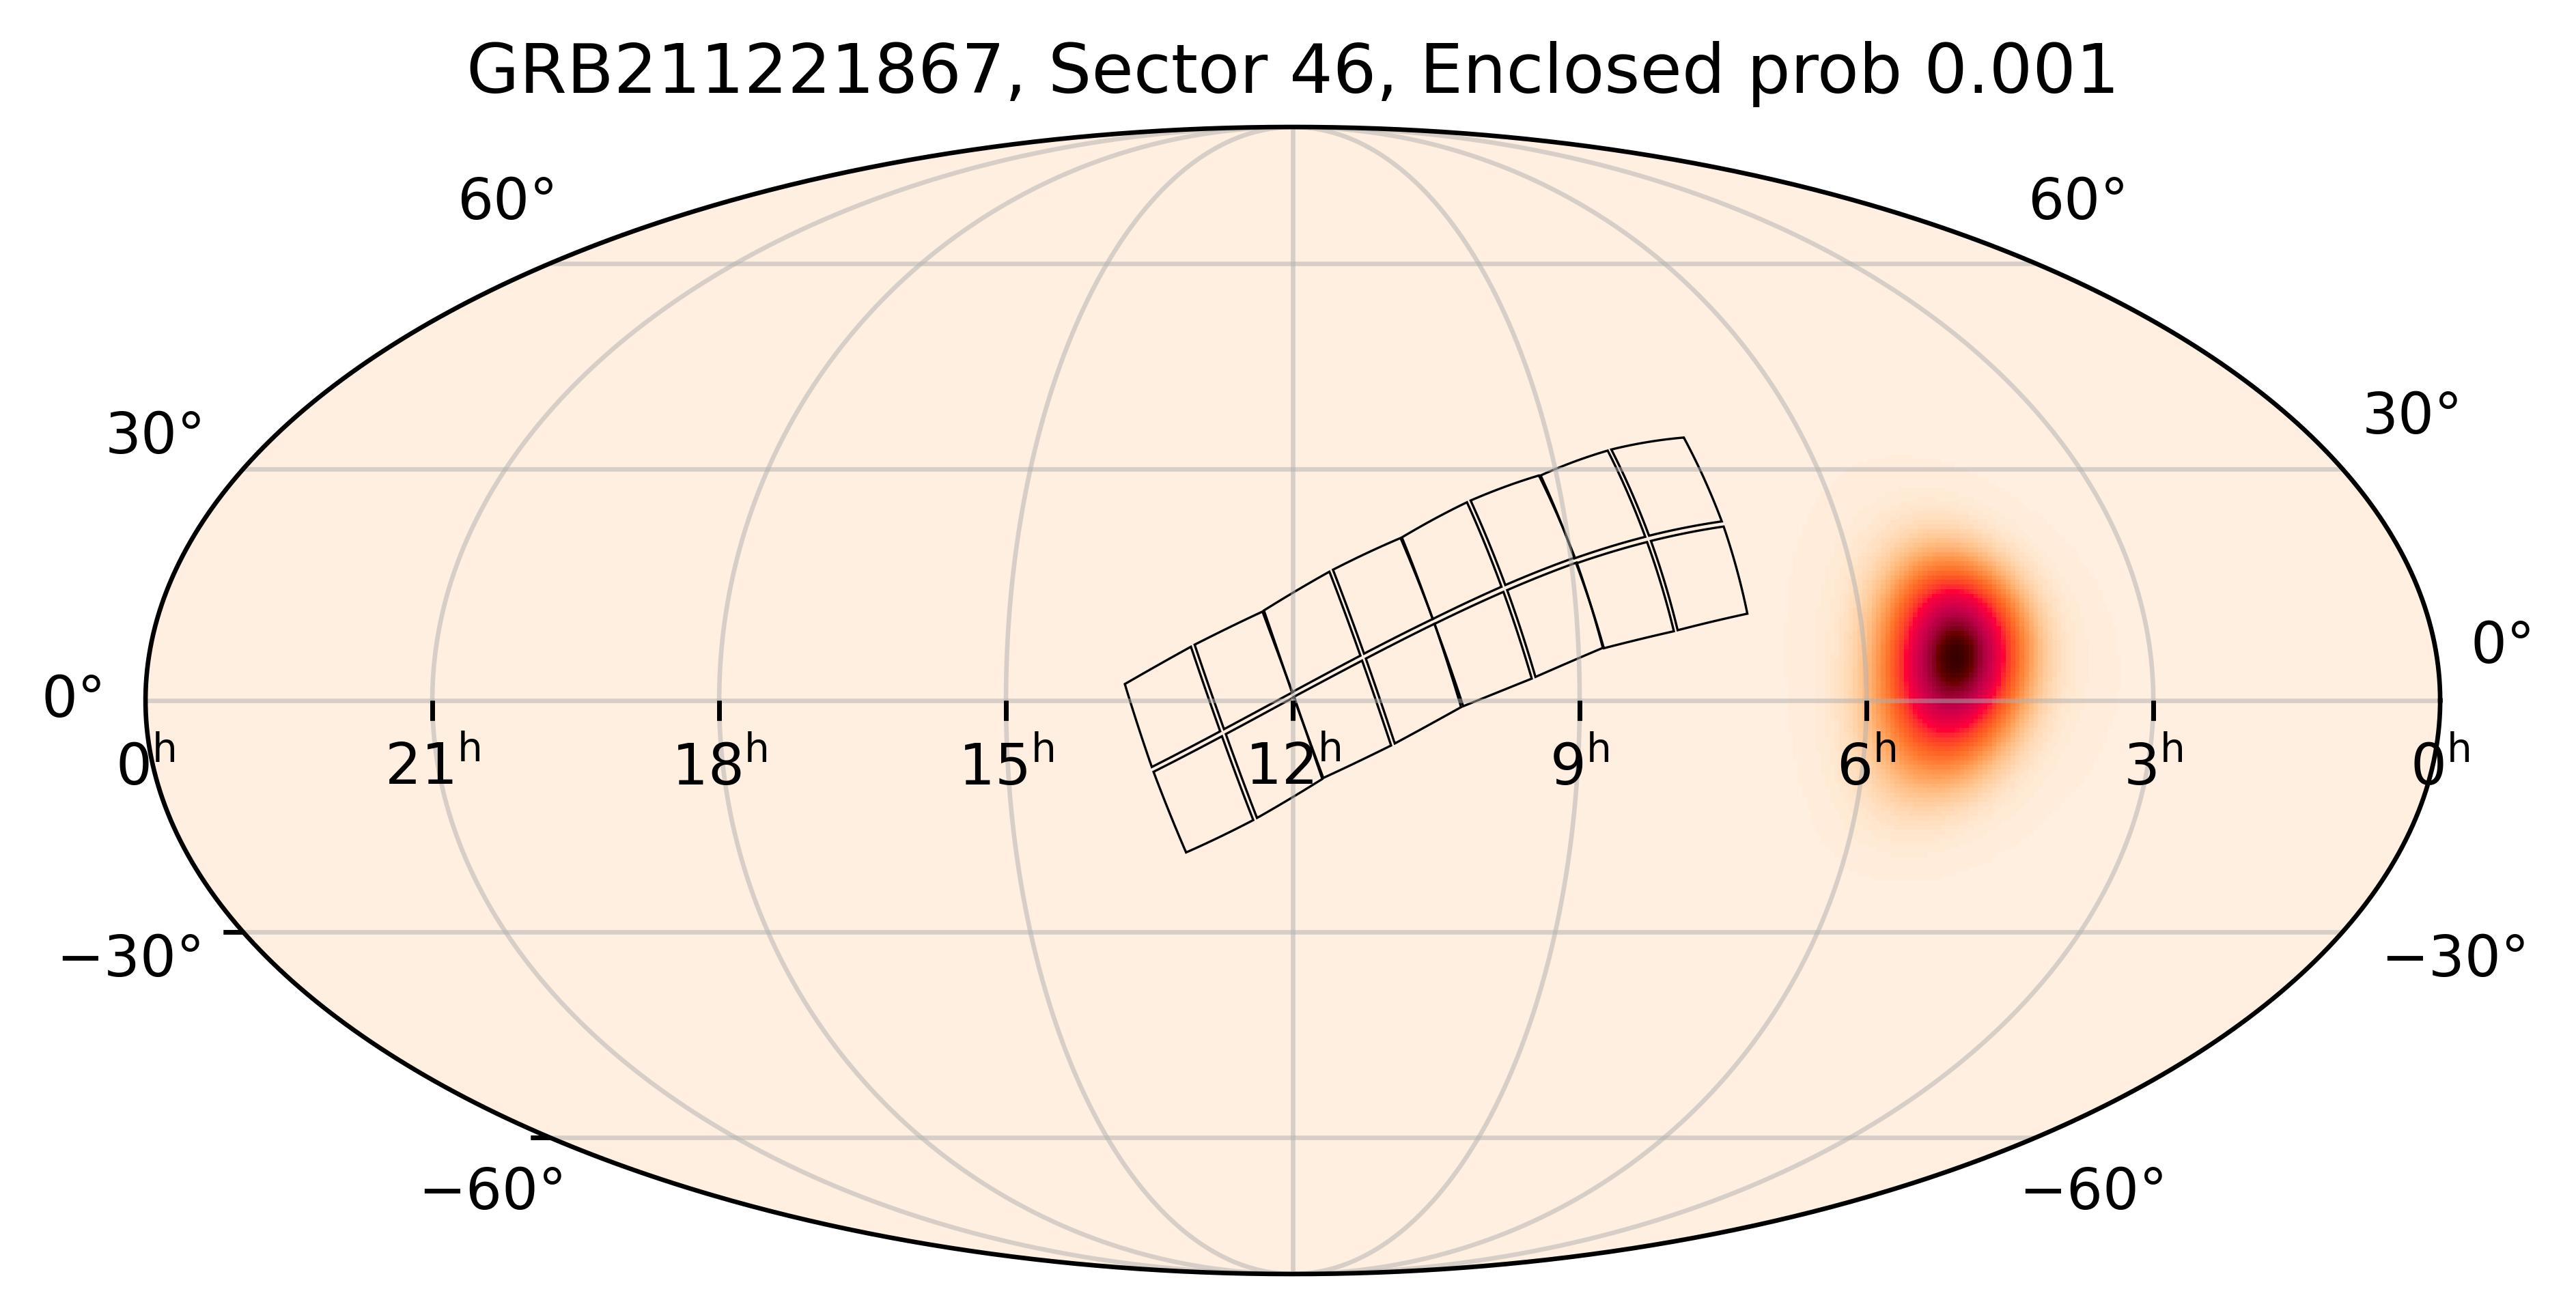 GRB211221867, Sector 46, Enclosed prob 0.001
60° 60°
30° 30°
0° 0°
0ʰ 21ʰ 18ʰ 15ʰ 12ʰ 9ʰ 6ʰ 3ʰ 0ʰ
−30° −30°
−60° −60°